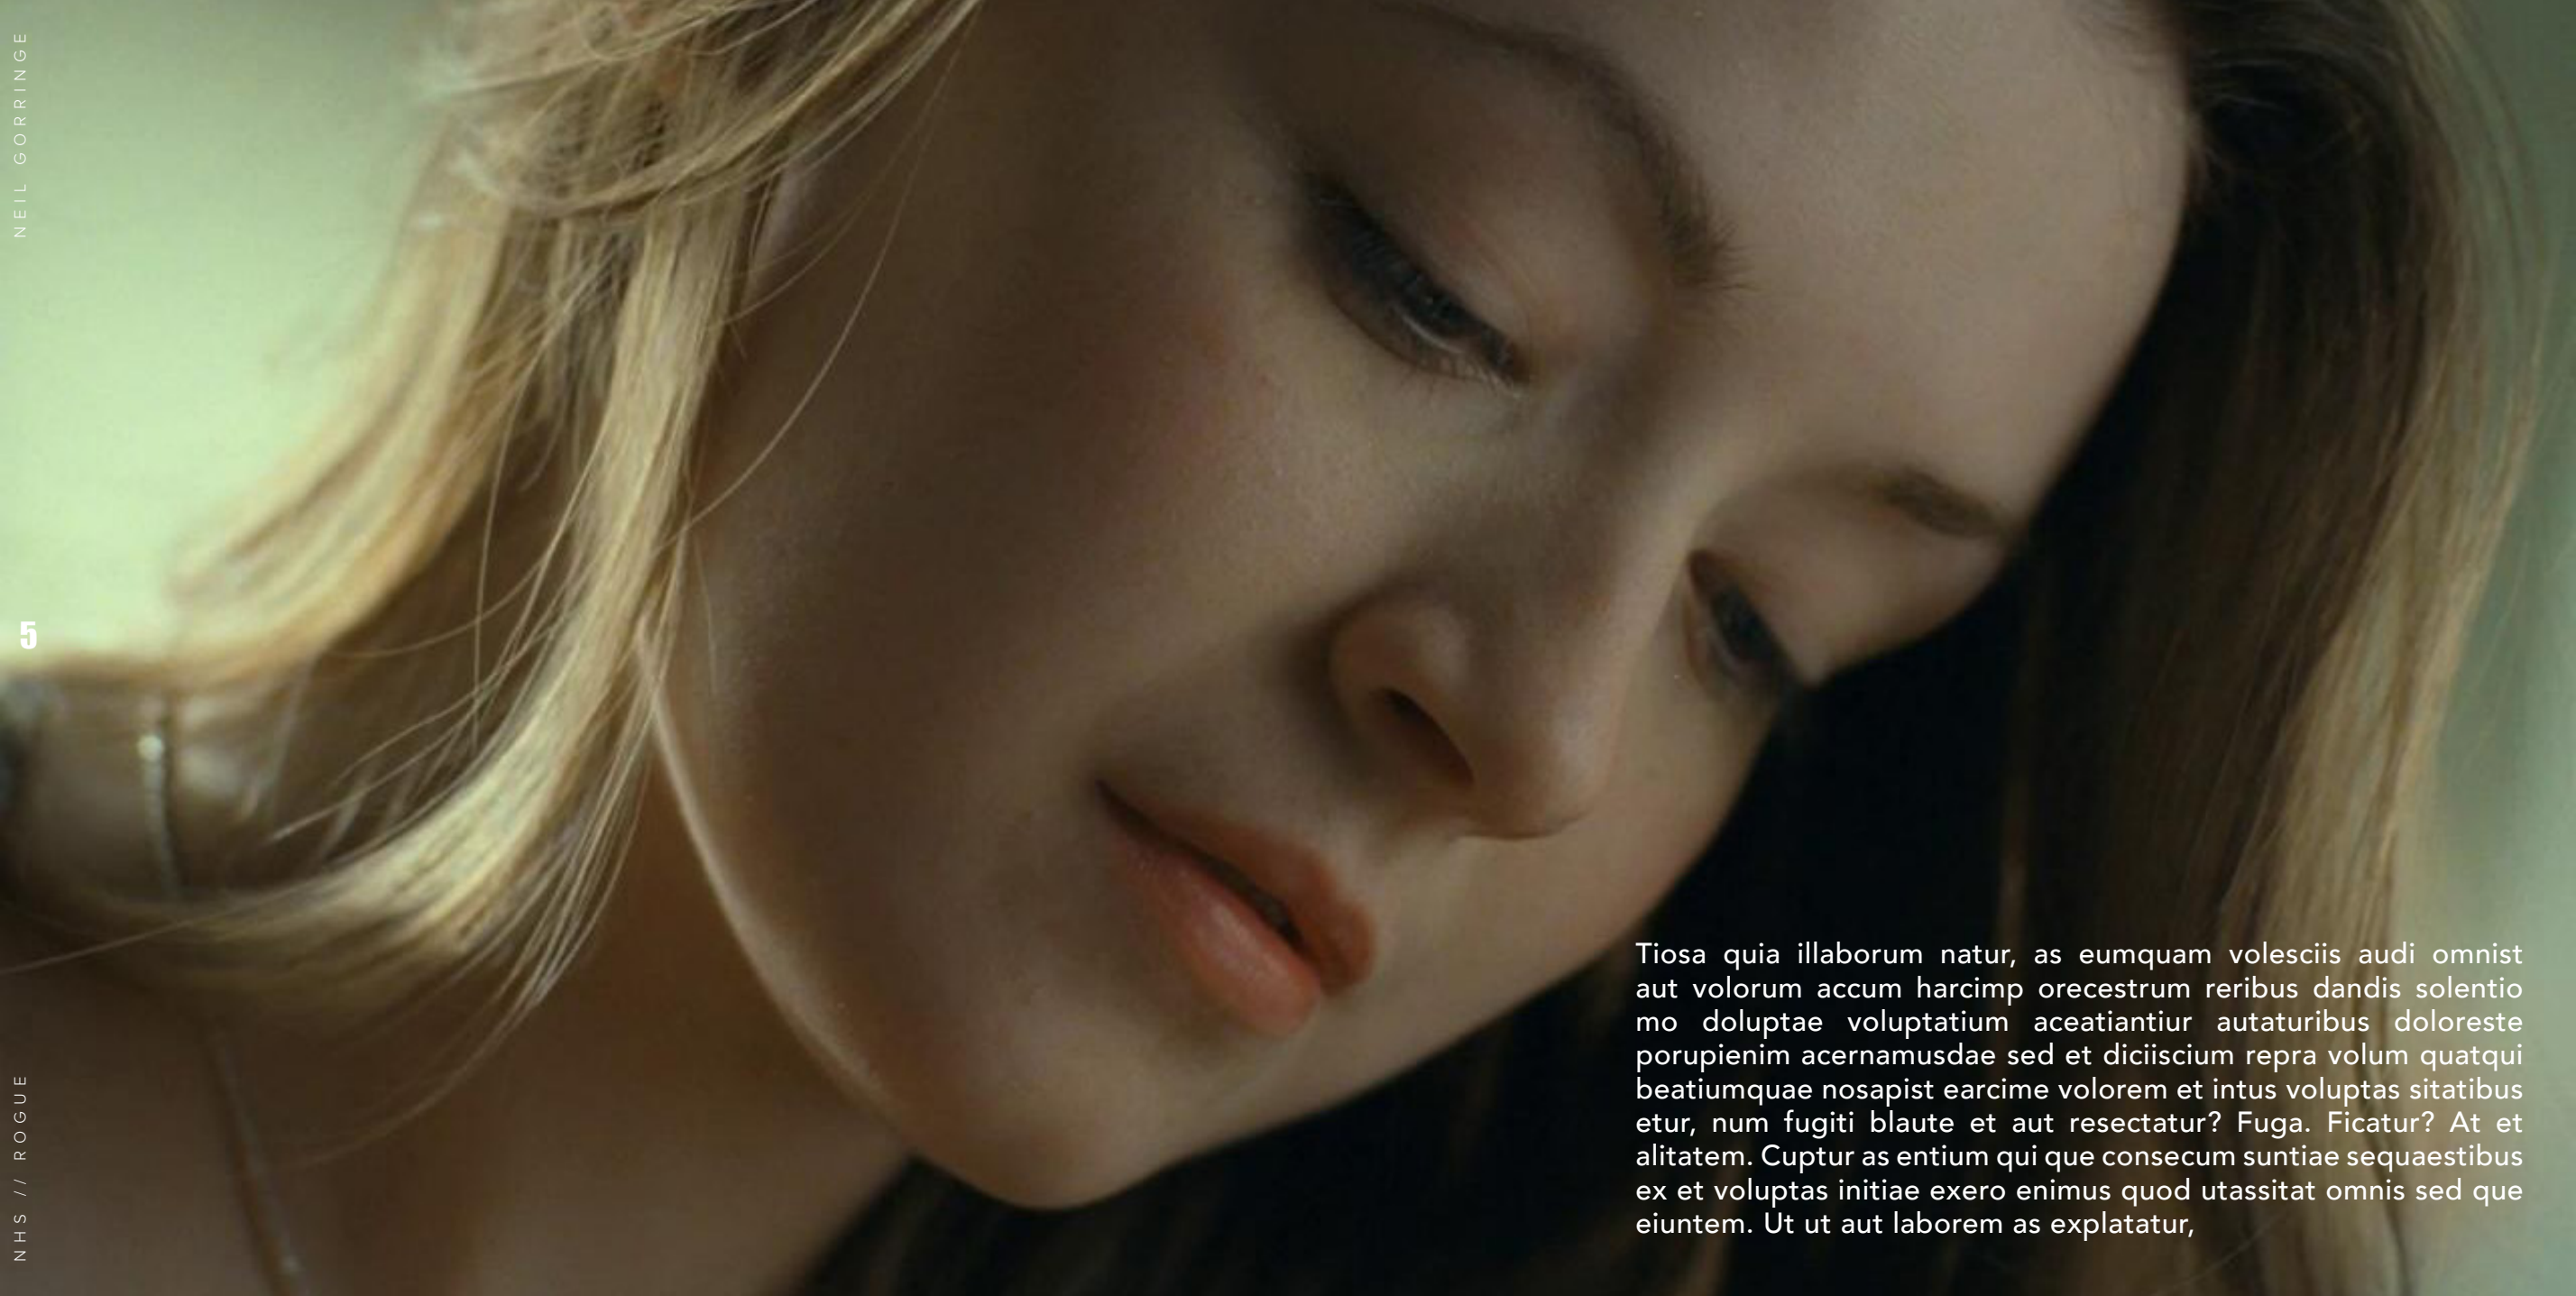 NEIL GORRINGE
5
NHS // ROGUE
Tiosa quia illaborum natur, as eumquam volesciis audi omnist
aut volorum accum harcimp orecestrum reribus dandis solentio
mo doluptae voluptatium aceatiantiur autaturibus doloreste
porupienim acernamusdae sed et diciiscium repra volum quatqui
beatiumquae nosapist earcime volorem et intus voluptas sitatibus
etur, num fugiti blaute et aut resectatur? Fuga. Ficatur? At et
alitatem. Cuptur as entium qui que consecum suntiae sequaestibus
ex et voluptas initiae exero enimus quod utassitat omnis sed que
eiuntem. Ut ut aut laborem as explatatur,